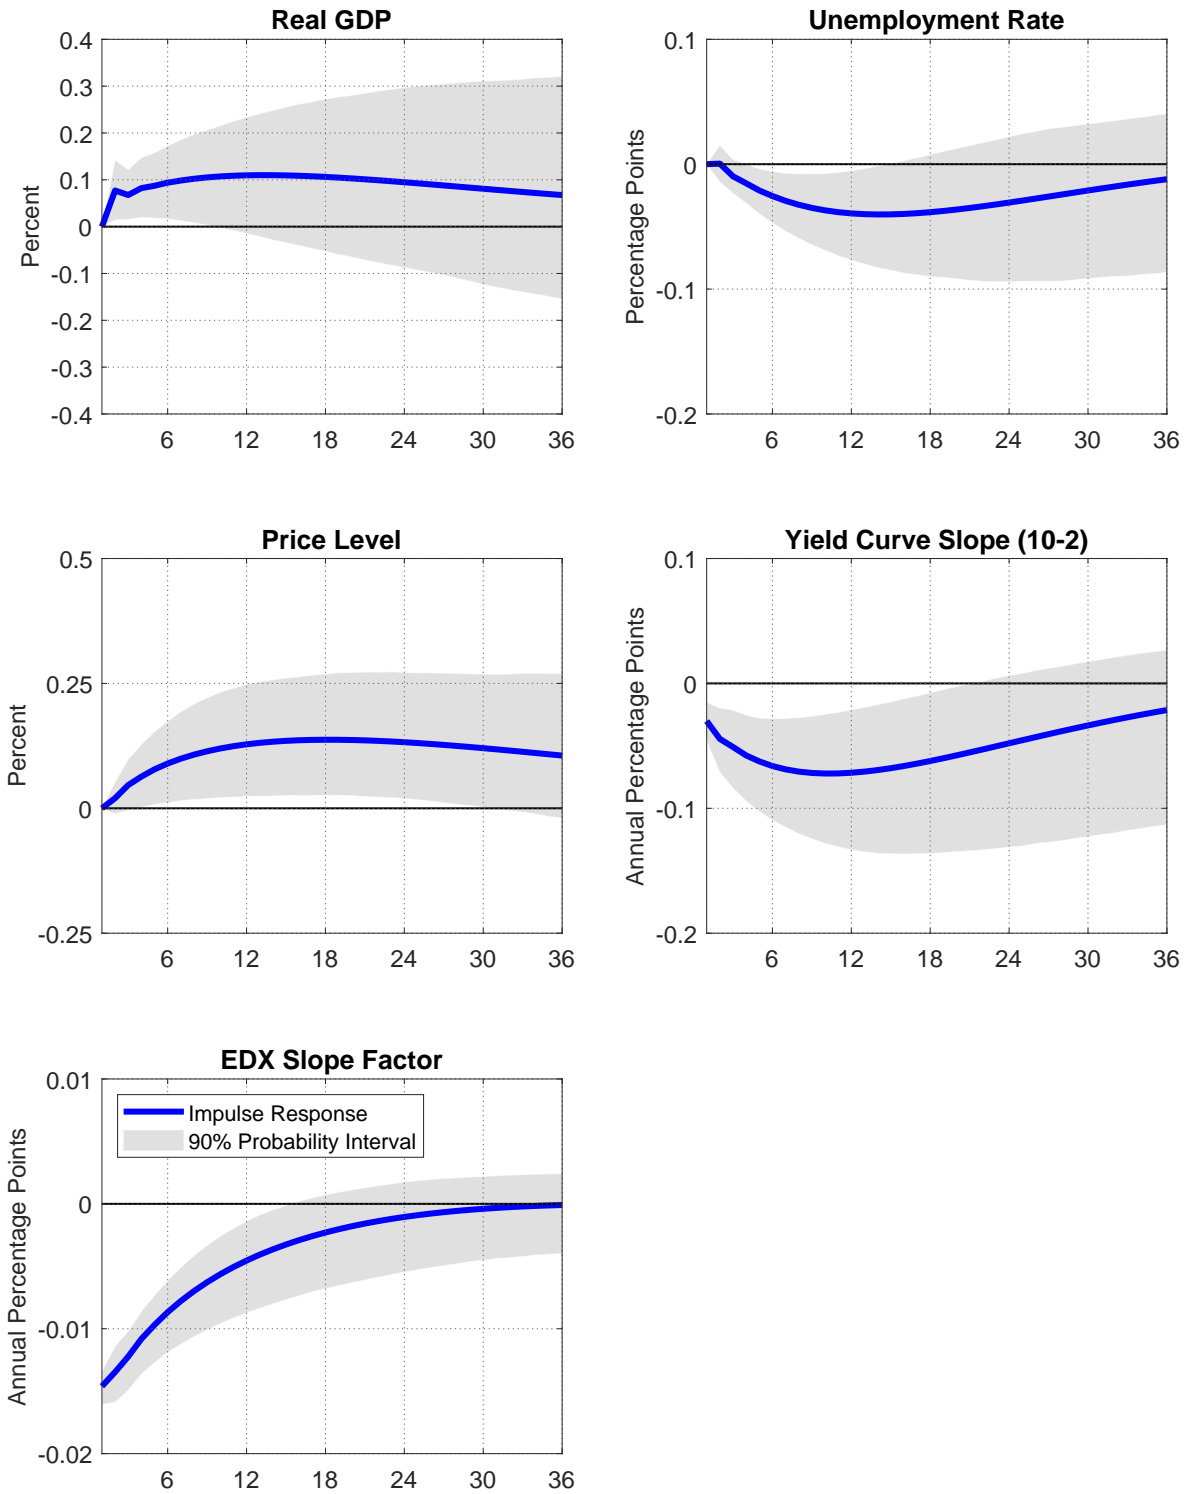 Real GDP
Percent
0.4
0.3
0.2
0.1
0
-0.1
-0.2
-0.3
-0.4
6 12 18 24 30 36
Unemployment Rate
Percentage Points
0.1
0
-0.1
-0.2
6 12 18 24 30 36
Price Level
Percent
0.5
0.25
0
-0.25
6 12 18 24 30 36
Yield Curve Slope (10-2)
Annual Percentage Points
0.1
0
-0.1
-0.2
6 12 18 24 30 36
EDX Slope Factor
Annual Percentage Points
0.01
0
-0.01
-0.02
Impulse Response
90% Probability Interval
6 12 18 24 30 36